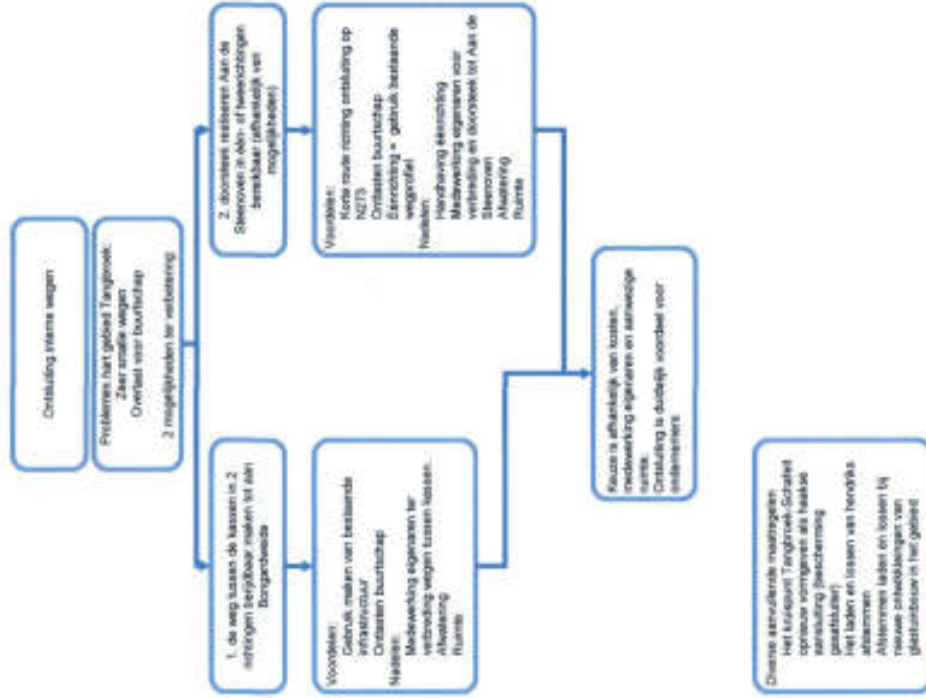 Ontsluiting interne wegen
Problemen hart gebied Tangbroek:
Zeer smalle wegen
Overlast voor buurtschap
2 mogelijkheden ter verbetering:
1. de weg tussen de kassen in 2
richtingen berijdbaar maken tot één
Bongardweide
Voordelen:
Gebruik maken van bestaande
infrastructuur
Ontlasten buurtschap
Nadelen:
Medewerking eigenaren ter
verbreding wegen tussen kassen.
Afwatering
Ruimte
2. doorsteek realiseren Aan de
Steenoven in één- of tweerichtingen
bereikbaar (afhankelijk van
mogelijkheden)
Voordelen:
Korte route richting ontsluiting op
N273
Ontlasten buurtschap
Eénrichting = gebruik bestaande
wegprofiel
Nadelen:
Handhaving éénrichting
Medewerking eigenaren voor
verbreding en doorsteek tot Aan de
Steenoven
Afwatering
Ruimte
Keuze is afhankelijk van kosten,
medewerking eigenaren en aanwezige
ruimte.
Ontsluiting is duidelijk voordeel voor
ondernemers
Diverse aanvullende maatregelen
Het kruispunt Tangbroek-Schafelt
opnieuw vormgeven als haakse
aansluiting (bescherming
gasafsluiter)
Het laden en lossen van hendriks
afstemmen
Afstemmen laden en lossen bij
nieuwe ontwikkelingen van
glastuinbouw in het gebied